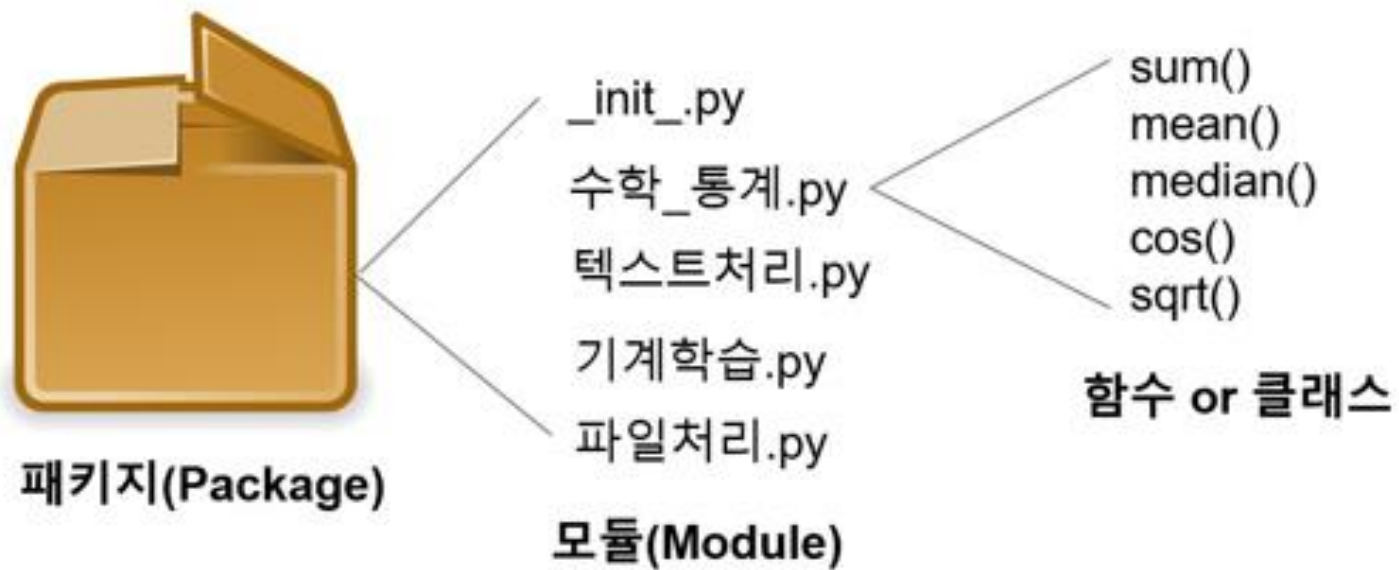 _init_.py
수학_통계.py
텍스트처리.py
기계학습.py
파일처리.py
sum()
mean()
median()
cos()
sqrt()
함수 or 클래스
패키지(Package)
모듈(Module)